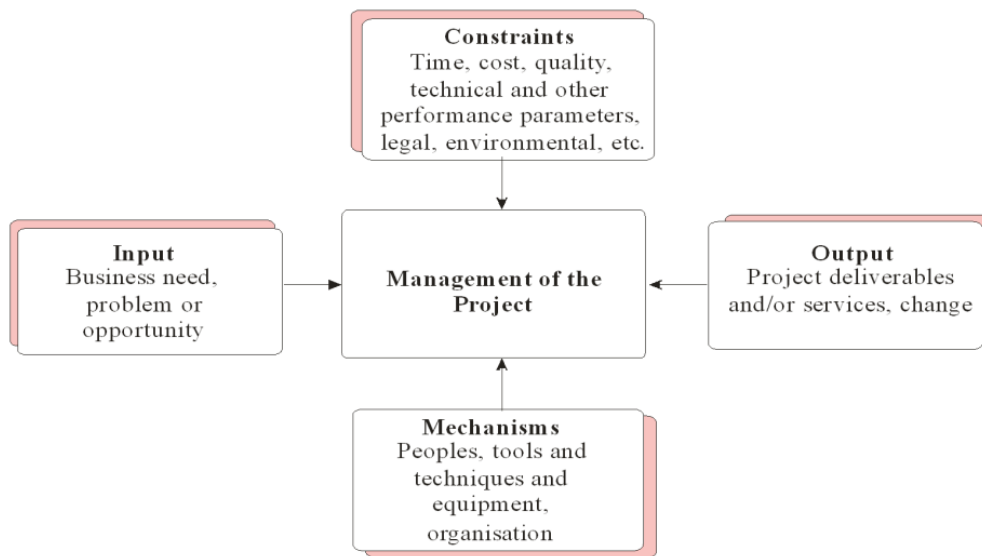 Constraints
Time, cost, quality,
technical and other
performance parameters,
legal, environmental, etc.
Input
Business need,
problem or
opportunity
Management of the
Project
Output
Project deliverables
and/or services, change
Mechanisms
Peoples, tools and
techniques and
equipment,
organisation